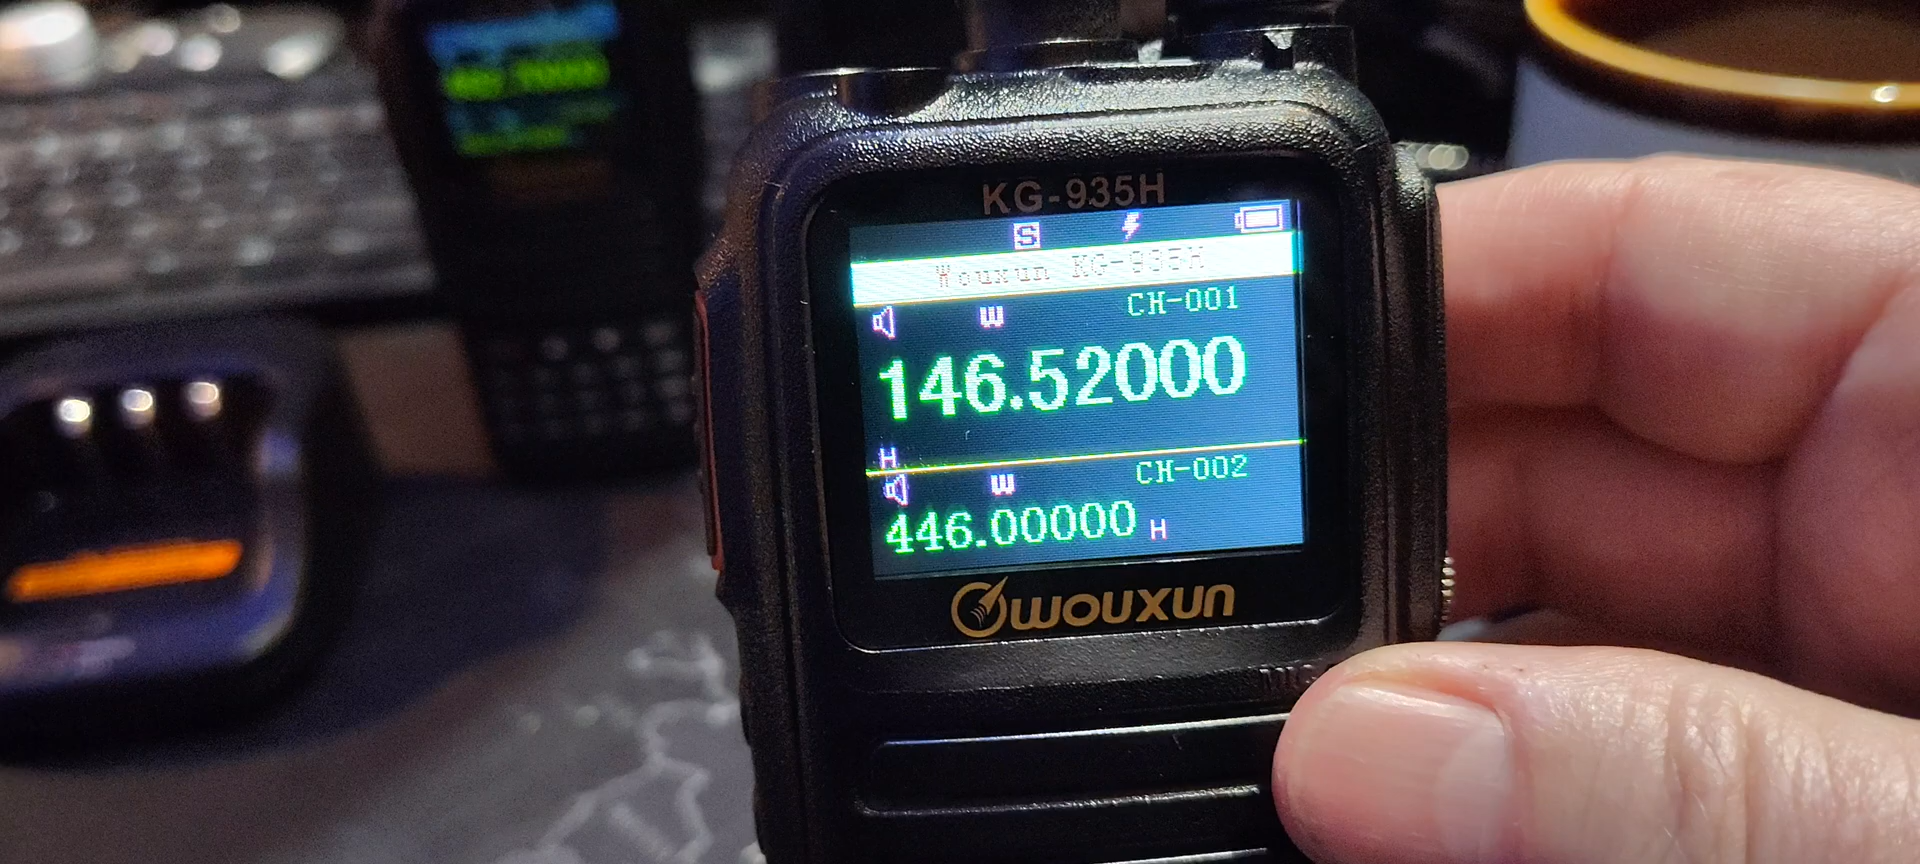 KG-935H
S
Wouxun KG-935H
W CH-001
146.52000
H
W CH-002
446.00000 H
wouxun